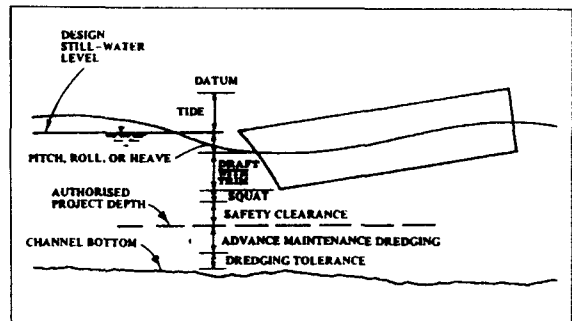 DESIGN
STILL-WATER
LEVEL
DATUM
TIDE
PITCH, ROLL, OR HEAVE
DRAFT
WITH
TRIM
SQUAT
AUTHORISED
PROJECT DEPTH
SAFETY CLEARANCE
ADVANCE MAINTENANCE DREDGING
CHANNEL BOTTOM
DREDGING TOLERANCE